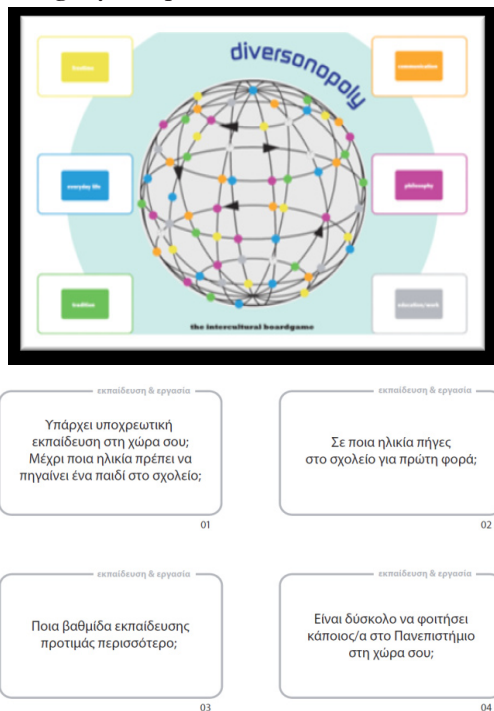 diversonopoly
communication
everyday life
philosophy
tradition
education/work
the intercultural boardgame
εκπαίδευση & εργασία
Υπάρχει υποχρεωτική
εκπαίδευση στη χώρα σου;
Μέχρι ποια ηλικία πρέπει να
πηγαίνει ένα παιδί στο σχολείο;
01
εκπαίδευση & εργασία
Σε ποια ηλικία πήγες
στο σχολείο για πρώτη φορά;
02
εκπαίδευση & εργασία
Ποια βαθμίδα εκπαίδευσης
προτιμάς περισσότερο;
03
εκπαίδευση & εργασία
Είναι δύσκολο να φοιτήσει
κάποιος/α στο Πανεπιστήμιο
στη χώρα σου;
04